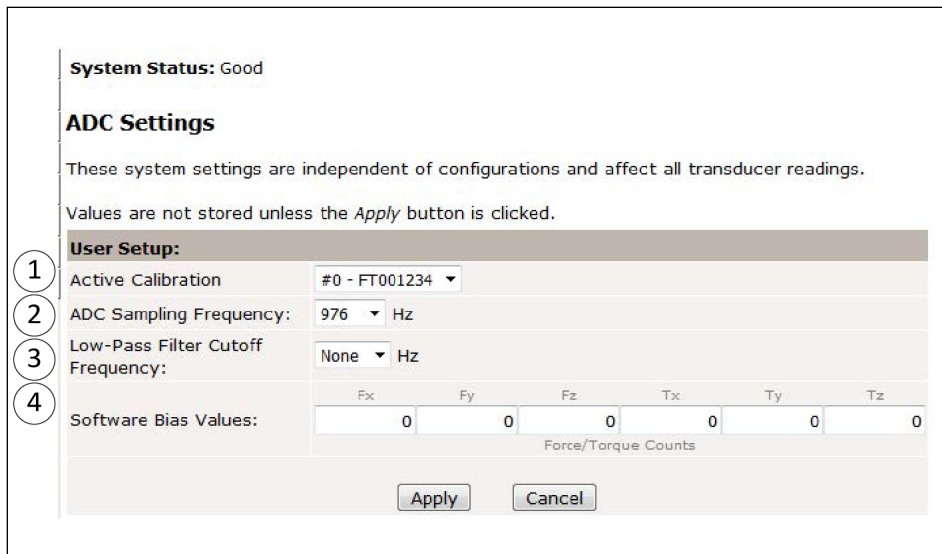 System Status: Good
ADC Settings
These system settings are independent of configurations and affect all transducer readings.
Values are not stored unless the Apply button is clicked.
User Setup:
1 Active Calibration #0 - FT001234
2 ADC Sampling Frequency: 976 Hz
3 Low-Pass Filter Cutoff
Frequency: None Hz
4
Fx Fy Fz Tx Ty Tz
Software Bias Values: 0 0 0 0 0 0
Force/Torque Counts
Apply Cancel